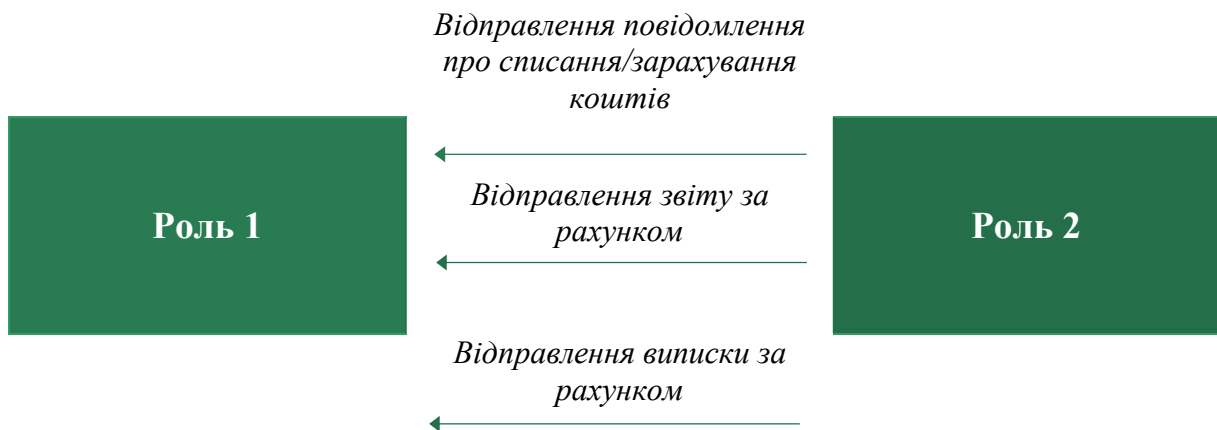 Відправлення повідомлення
про списання/зарахування
коштів
Роль 1
Відправлення звіту за
рахунком
Роль 2
Відправлення виписки за
рахунком